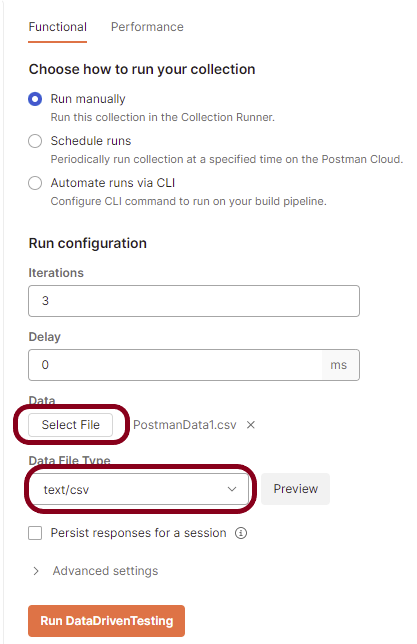 Functional Performance
Choose how to run your collection
Run manually
Run this collection in the Collection Runner.
Schedule runs
Periodically run collection at a specified time on the Postman Cloud.
Automate runs via CLI
Configure CLI command to run on your build pipeline.
Run configuration
Iterations
3
Delay
0 ms
Data
Select File PostmanData1.csv ×
Data File Type
text/csv Preview
Persist responses for a session
Advanced settings
Run DataDrivenTesting